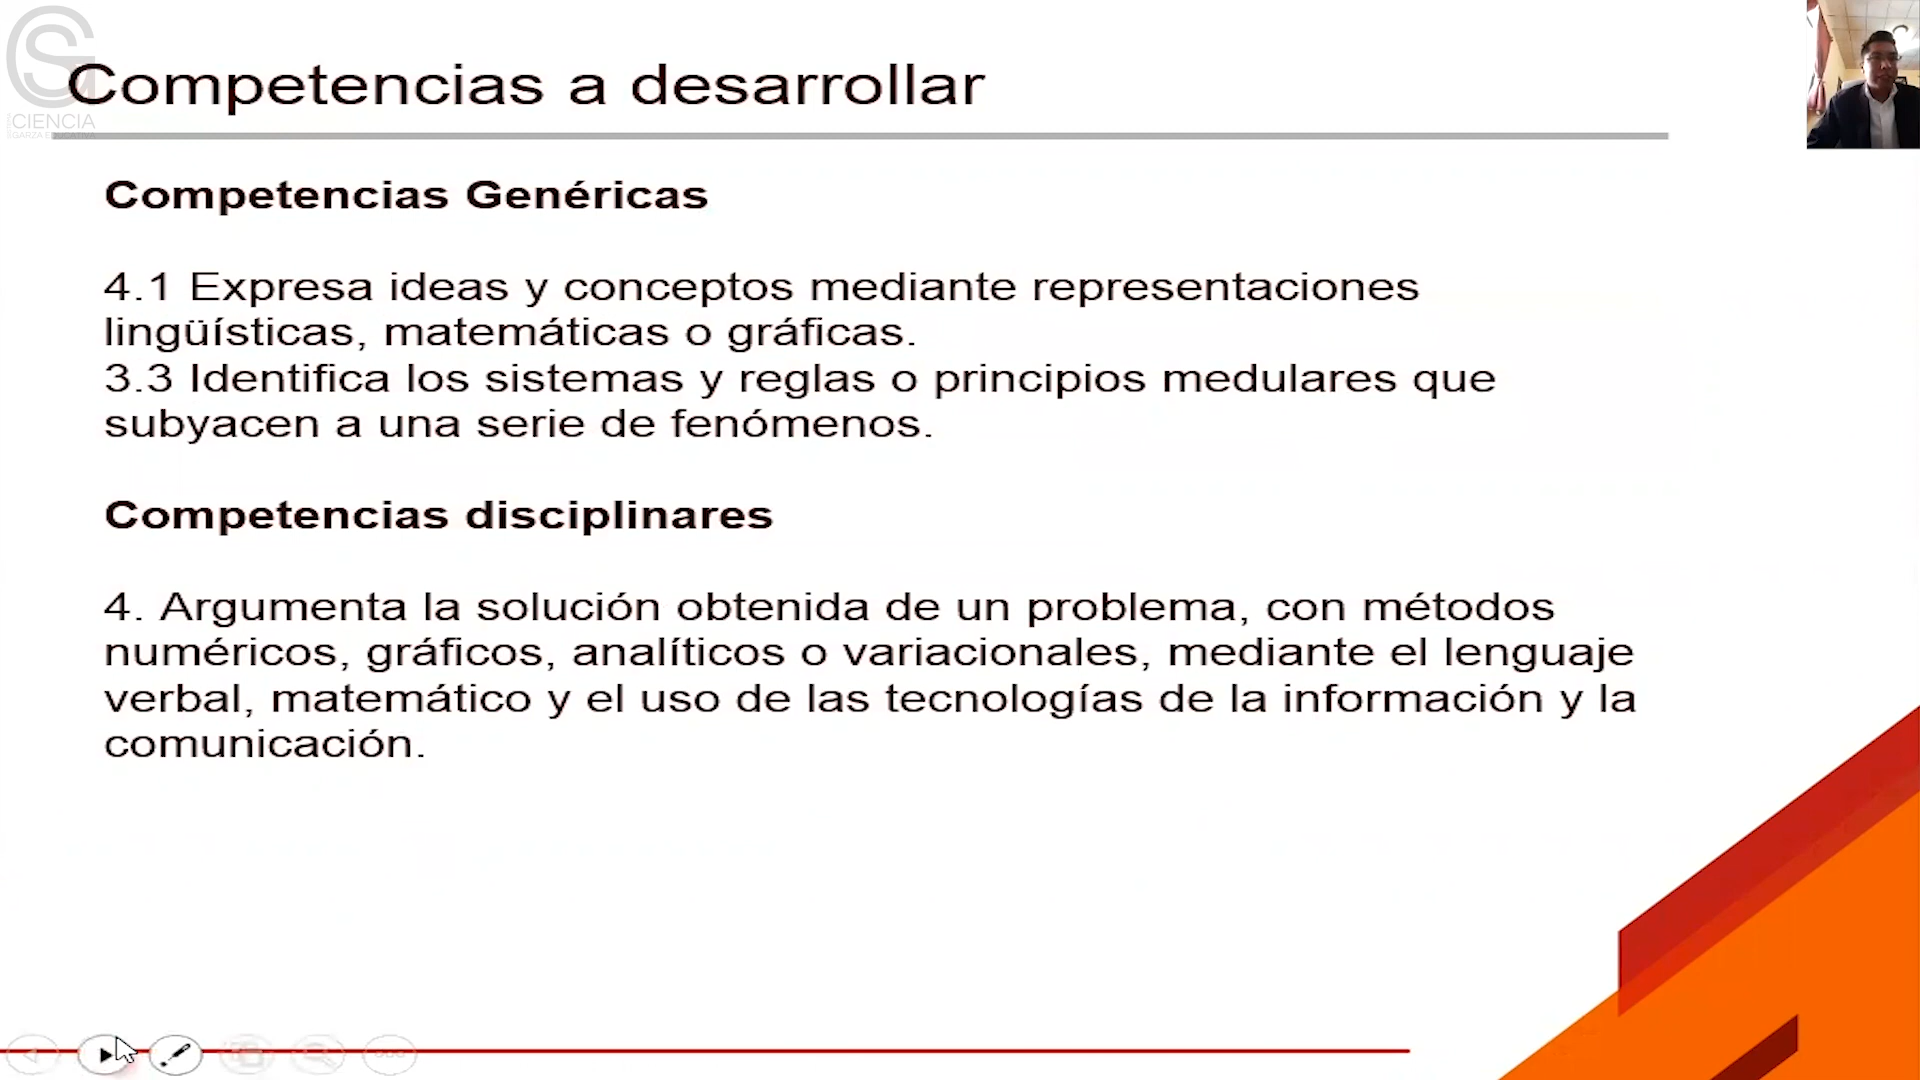 Competencias a desarrollar
CIENCIA
Competencias Genéricas
4.1 Expresa ideas y conceptos mediante representaciones
lingüísticas, matemáticas o gráficas.
3.3 Identifica los sistemas y reglas o principios medulares que
subyacen a una serie de fenómenos.
Competencias disciplinares
4. Argumenta la solución obtenida de un problema, con métodos
numéricos, gráficos, analíticos o variacionales, mediante el lenguaje
verbal, matemático y el uso de las tecnologías de la información y la
comunicación.